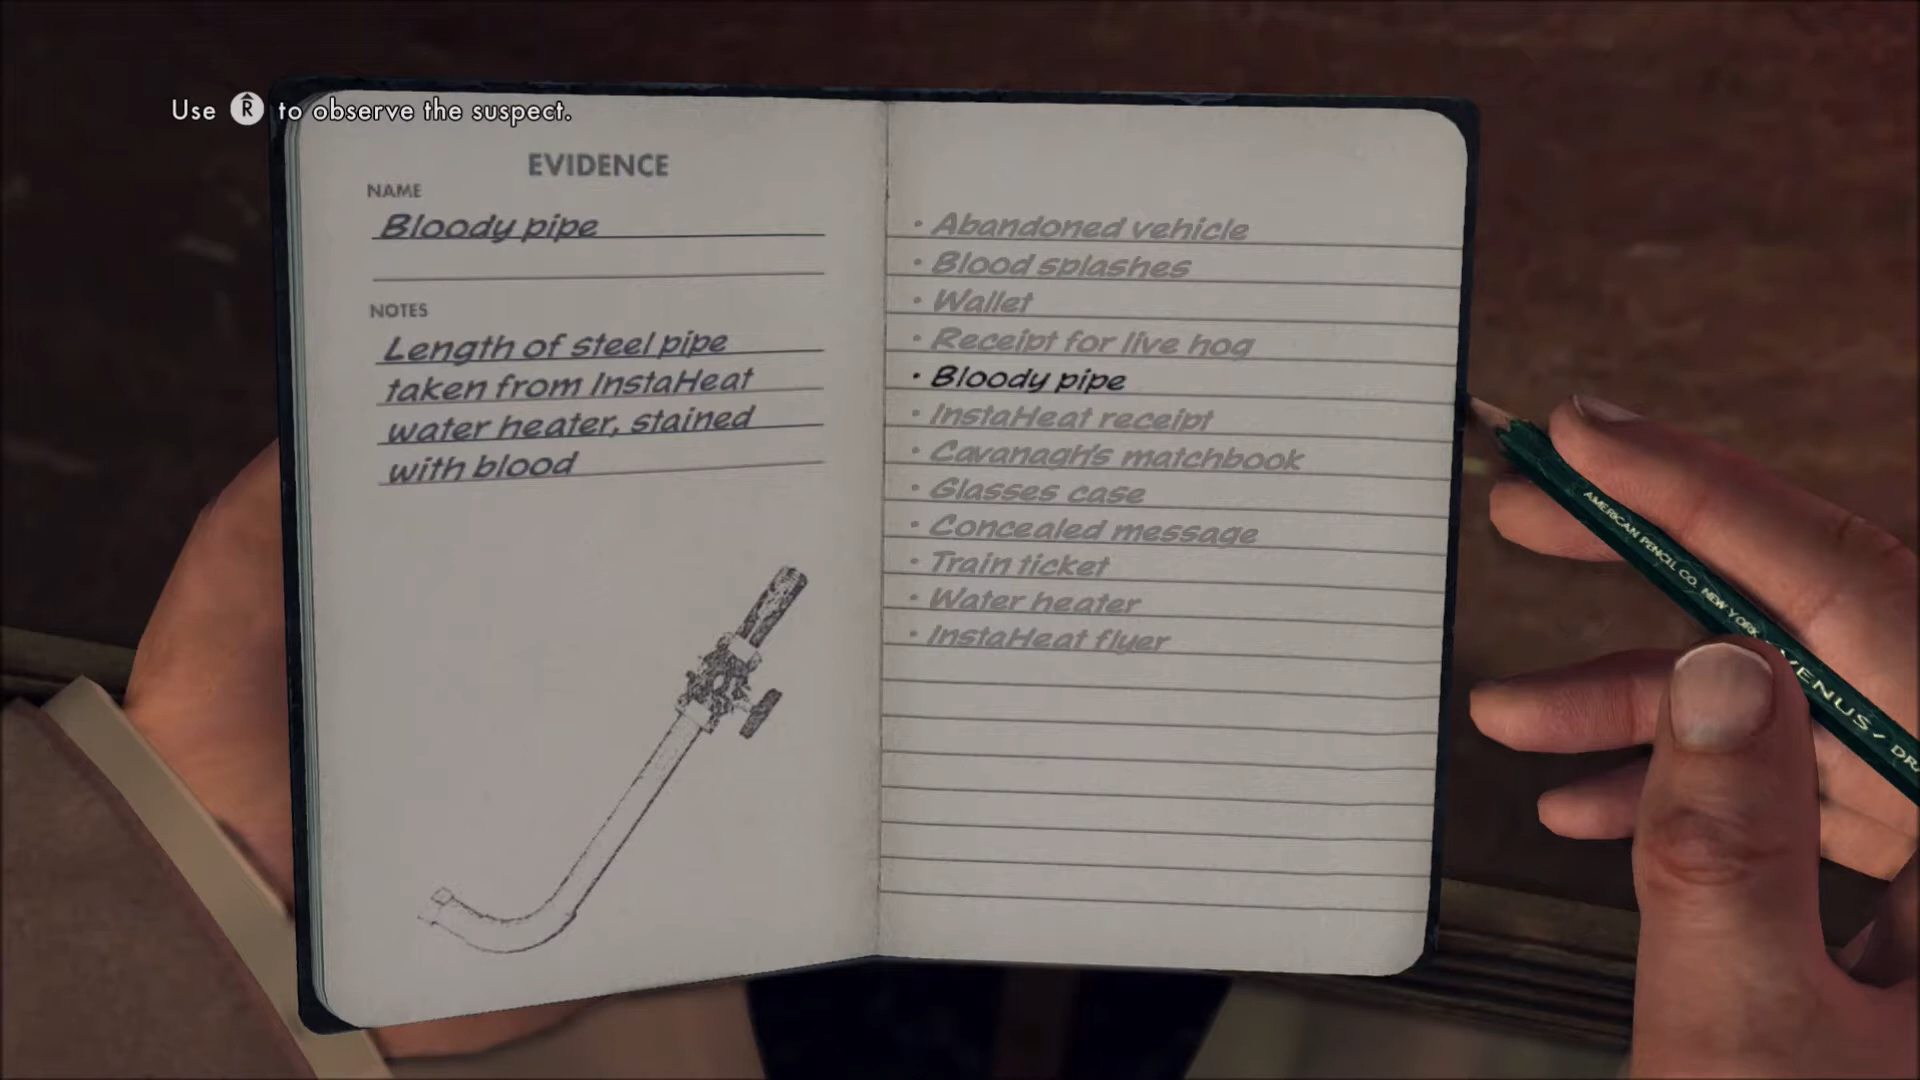 Use R to observe the suspect.
EVIDENCE
NAME
Bloody pipe
NOTES
Length of steel pipe
taken from InstaHeat
water heater, stained
with blood
• Abandoned vehicle
• Blood splashes
• Wallet
• Receipt for live hog
• Bloody pipe
• InstaHeat receipt
• Cavanagh's matchbook
• Glasses case
• Concealed message
• Train ticket
• Water heater
• InstaHeat flyer
AMERICAN PENCIL CO. NEW YORK
VENUS